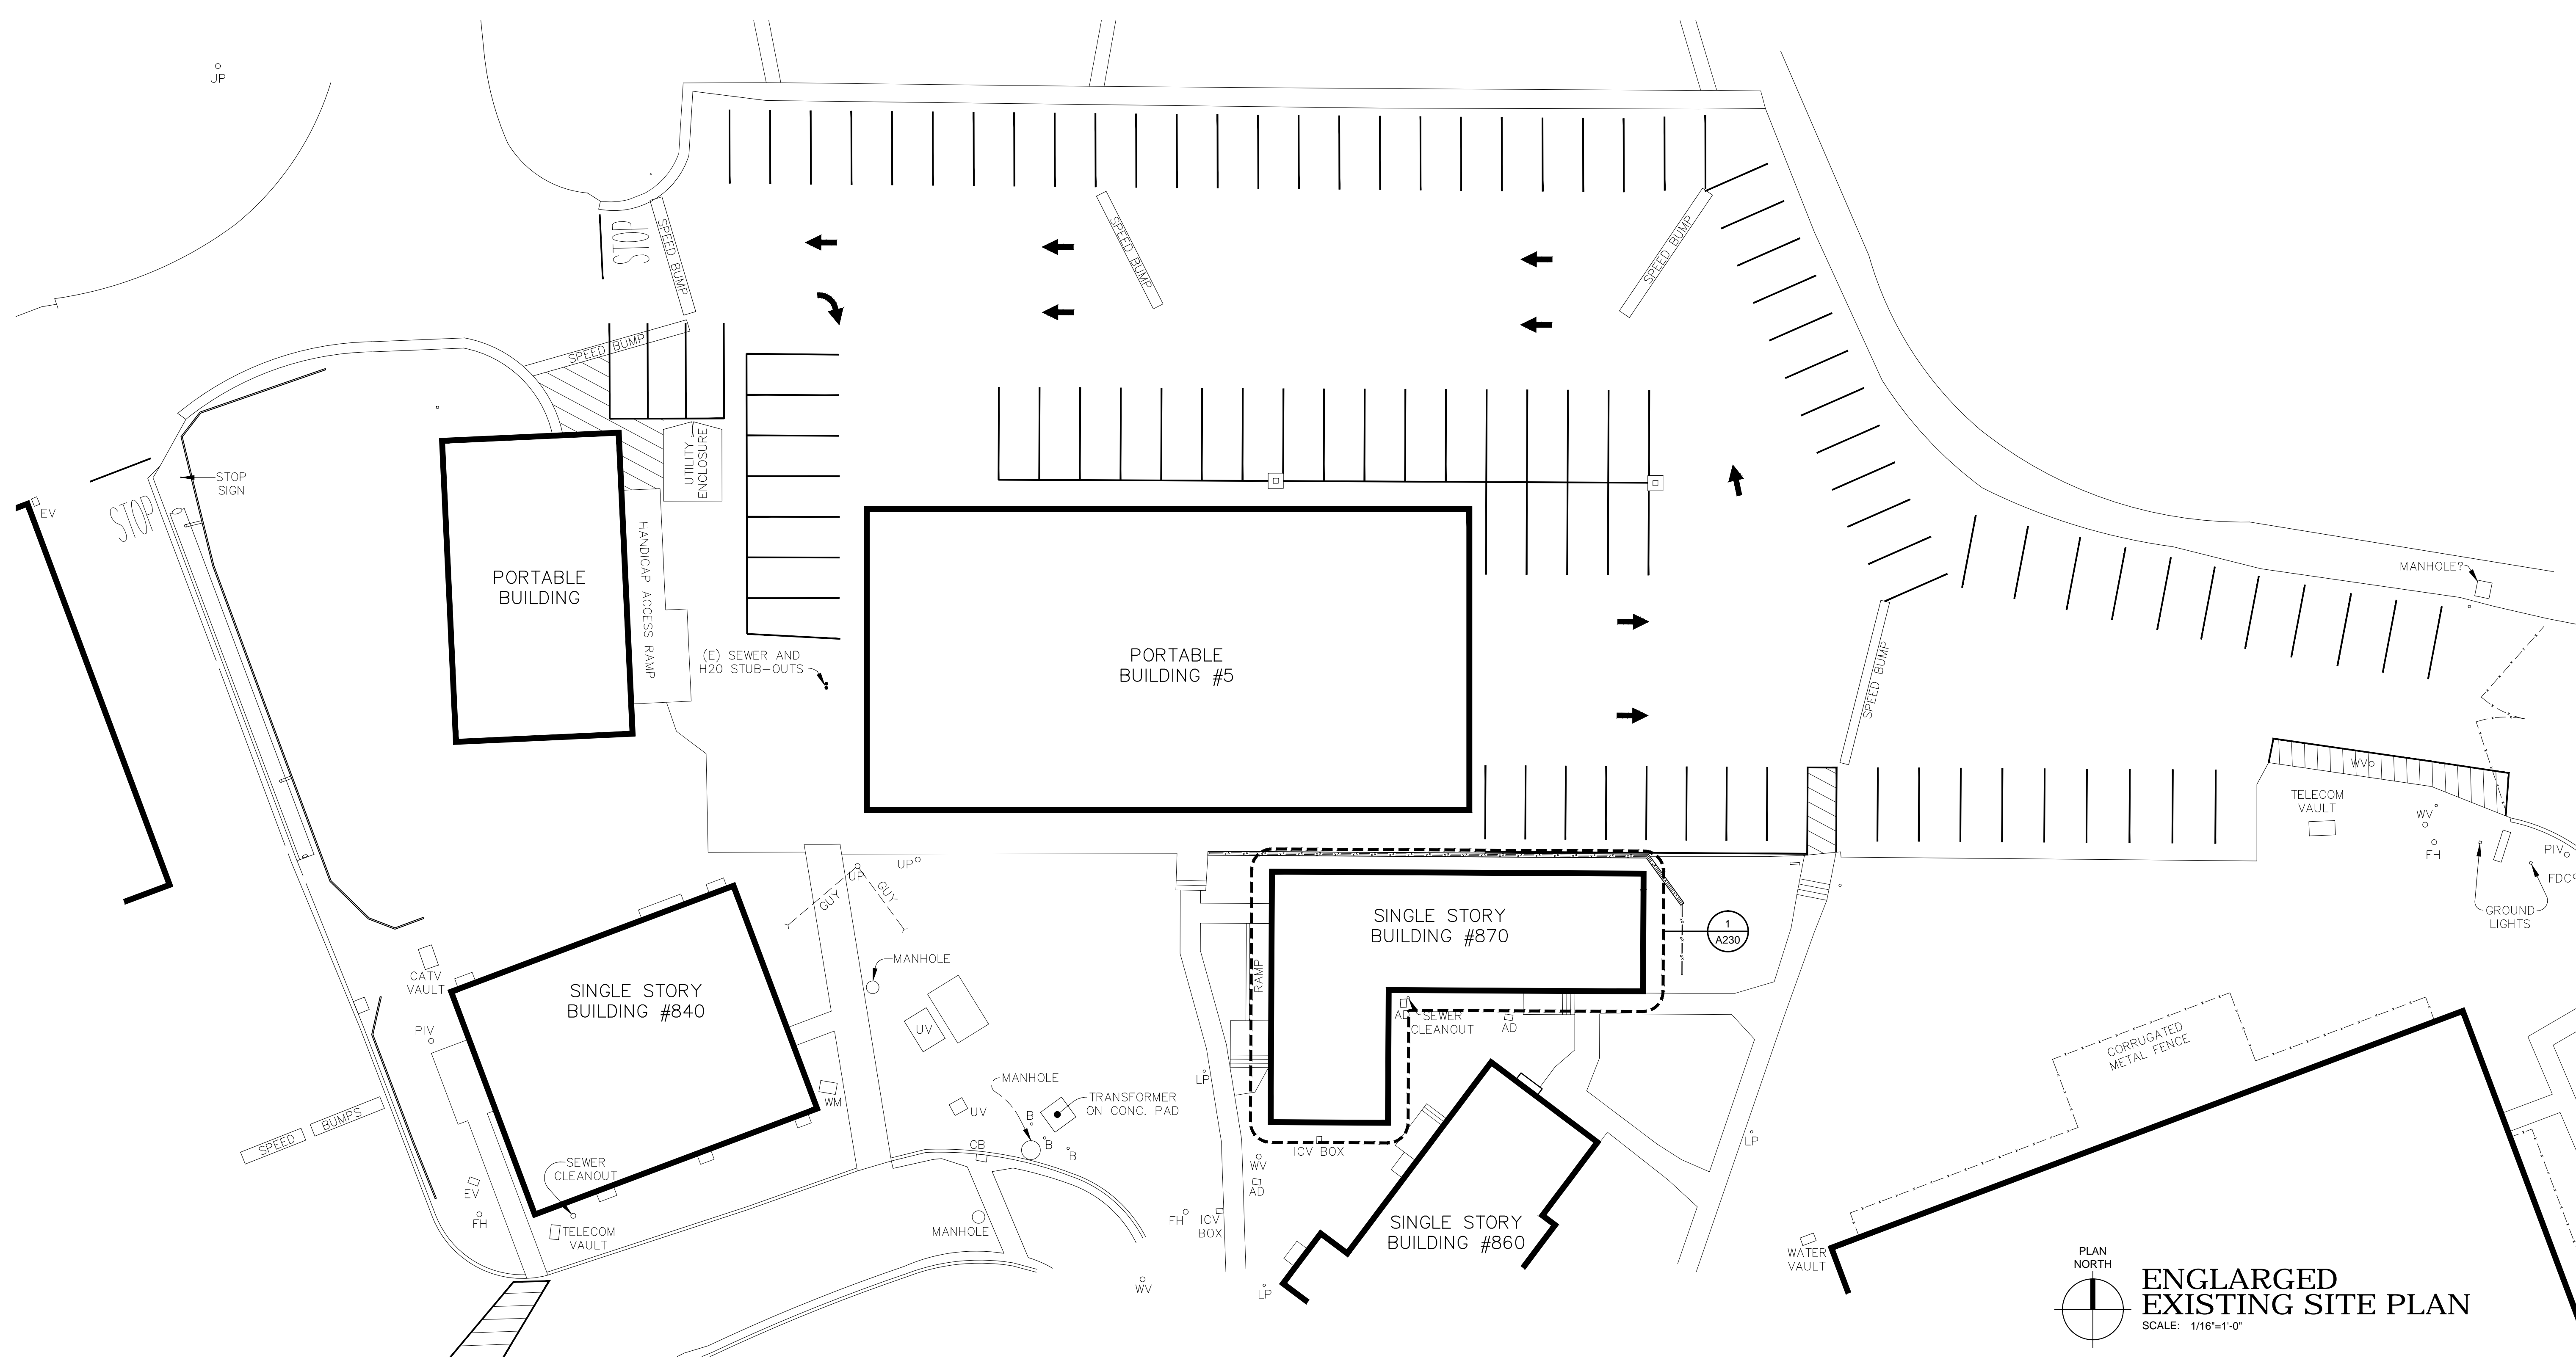 UP
STOP
SPEED BUMP
SPEED BUMP
SPEED BUMP
SPEED BUMP
STOP
SIGN
EV
STOP
UTILITY
ENCLOSURE
HANDICAP ACCESS RAMP
PORTABLE
BUILDING
(E) SEWER AND
H20 STUB-OUTS
PORTABLE
BUILDING #5
SPEED BUMP
MANHOLE?
WV
TELECOM
VAULT
WV
FH
PIV
FDC
GROUND
LIGHTS
UP
UP
GUY
GUY
MANHOLE
CATV
VAULT
SINGLE STORY
BUILDING #840
PIV
UV
WM
UV
MANHOLE
B
B
B
TRANSFORMER
ON CONC. PAD
CB
SPEED
BUMPS
SEWER
CLEANOUT
EV
FH
TELECOM
VAULT
MANHOLE
SINGLE STORY
BUILDING #870
1
A230
RAMP
AD
SEWER
CLEANOUT
AD
LP
ICV BOX
WV
AD
FH
ICV
BOX
WV
LP
SINGLE STORY
BUILDING #860
LP
CORRUGATED
METAL FENCE
WATER
VAULT
PLAN
NORTH
ENGLARGED
EXISTING SITE PLAN
SCALE: 1/16"=1'-0"